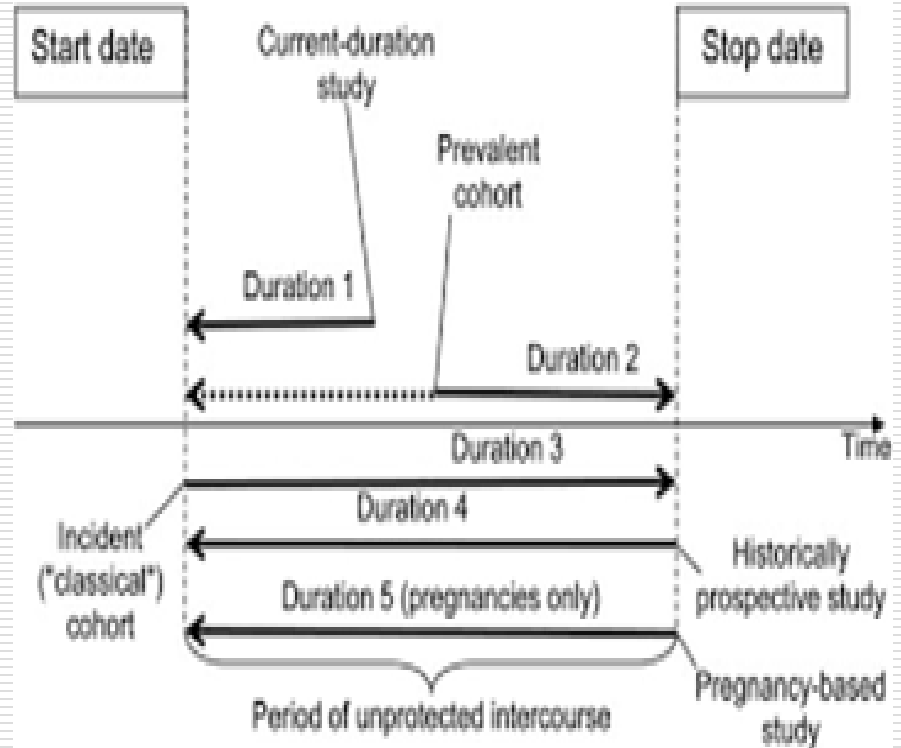 Start date
Current-duration
study
Stop date
Prevalent
cohort
Duration 1
Duration 2
Time
Duration 3
Duration 4
Incident
("classical")
cohort
Historically
prospective study
Duration 5 (pregnancies only)
Period of unprotected intercourse
Pregnancy-based
study